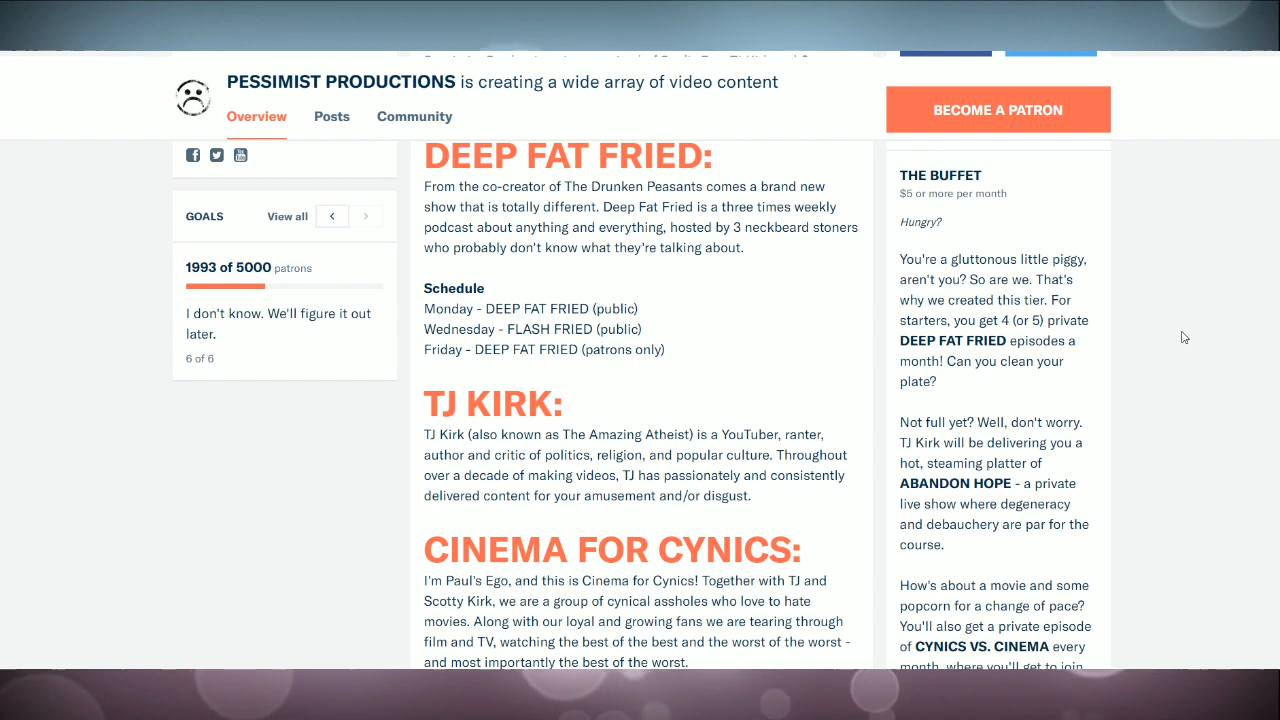 PESSIMIST PRODUCTIONS is creating a wide array of video content
Overview Posts Community
BECOME A PATRON
GOALS View all
1993 of 5000 patrons
I don't know. We'll figure it out
later.
6 of 6
DEEP FAT FRIED:
From the co-creator of The Drunken Peasants comes a brand new
show that is totally different. Deep Fat Fried is a three times weekly
podcast about anything and everything, hosted by 3 neckbeard stoners
who probably don't know what they're talking about.
Schedule
Monday - DEEP FAT FRIED (public)
Wednesday - FLASH FRIED (public)
Friday - DEEP FAT FRIED (patrons only)
TJ KIRK:
TJ Kirk (also known as The Amazing Atheist) is a YouTuber, ranter,
author and critic of politics, religion, and popular culture. Throughout
over a decade of making videos, TJ has passionately and consistently
delivered content for your amusement and/or disgust.
CINEMA FOR CYNICS:
I'm Paul's Ego, and this is Cinema for Cynics! Together with TJ and
Scotty Kirk, we are a group of cynical assholes who love to hate
movies. Along with our loyal and growing fans we are tearing through
film and TV, watching the best of the best and the worst of the worst -
and most importantly the best of the worst.
THE BUFFET
$5 or more per month
Hungry?
You're a gluttonous little piggy,
aren't you? So are we. That's
why we created this tier. For
starters, you get 4 (or 5) private
DEEP FAT FRIED episodes a
month! Can you clean your
plate?
Not full yet? Well, don't worry.
TJ Kirk will be delivering you a
hot, steaming platter of
ABANDON HOPE - a private
live show where degeneracy
and debauchery are par for the
course.
How's about a movie and some
popcorn for a change of pace?
You'll also get a private episode
of CYNICS VS. CINEMA every
month, where you'll get to join